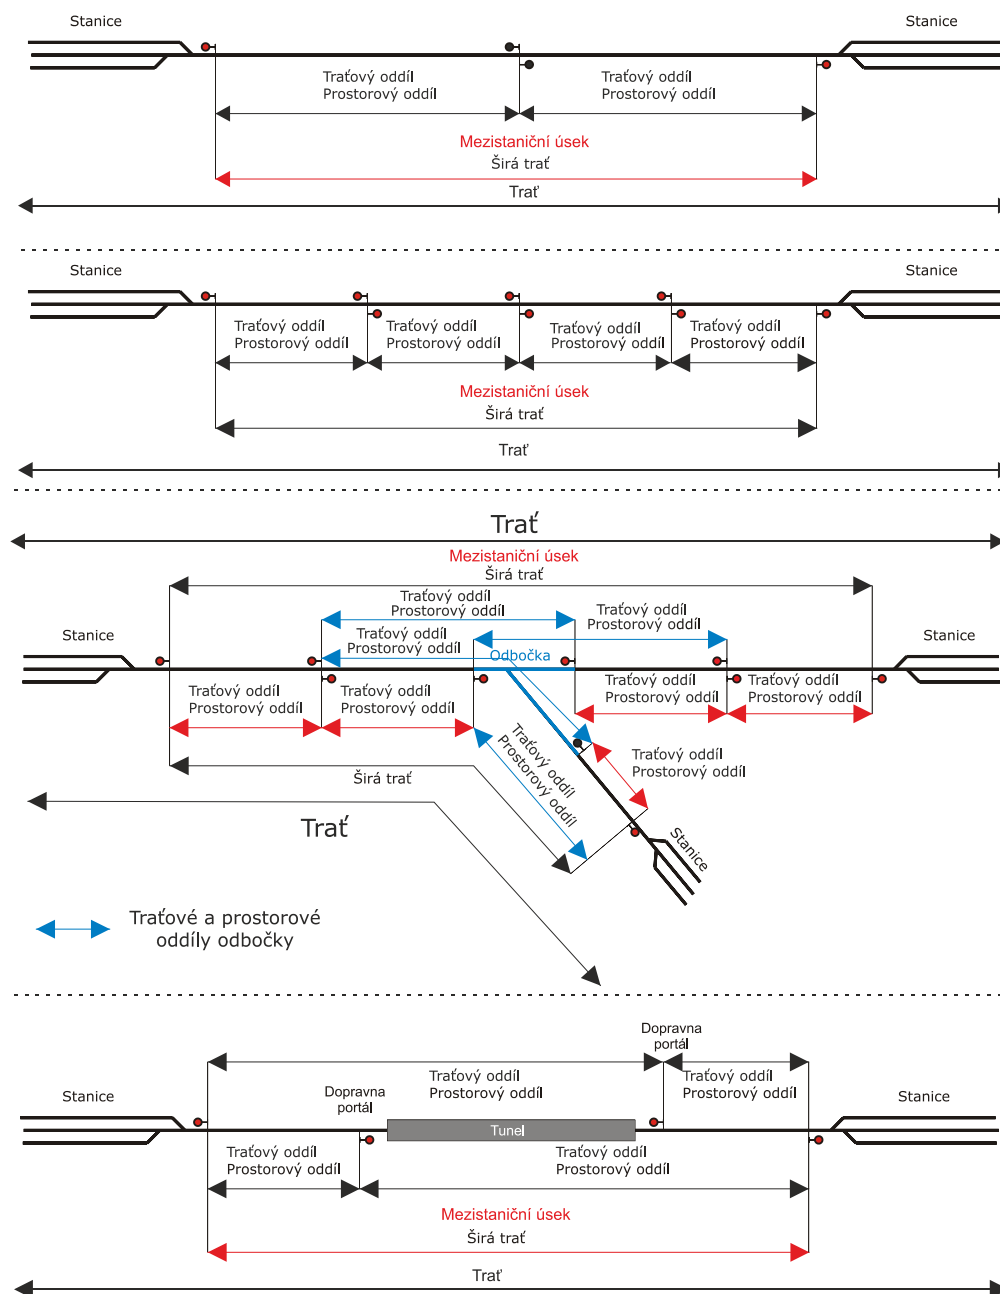 Stanice
Stanice
Traťový oddíl
Prostorový oddíl
Traťový oddíl
Prostorový oddíl
Mezistaniční úsek
Širá trať
Trať
Stanice
Stanice
Traťový oddíl
Prostorový oddíl
Traťový oddíl
Prostorový oddíl
Traťový oddíl
Prostorový oddíl
Traťový oddíl
Prostorový oddíl
Mezistaniční úsek
Širá trať
Trať
Trať
Mezistaniční úsek
Širá trať
Traťový oddíl
Prostorový oddíl
Traťový oddíl
Prostorový oddíl
Stanice
Traťový oddíl
Prostorový oddíl
Odbočka
Stanice
Traťový oddíl
Prostorový oddíl
Traťový oddíl
Prostorový oddíl
Traťový oddíl
Prostorový oddíl
Traťový oddíl
Prostorový oddíl
Traťový oddíl
Prostorový oddíl
Traťový oddíl
Prostorový oddíl
Širá trať
Trať
Stanice
Traťové a prostorové
oddíly odbočky
Dopravna
portál
Traťový oddíl
Prostorový oddíl
Traťový oddíl
Prostorový oddíl
Stanice
Dopravna
portál
Stanice
Tunel
Traťový oddíl
Prostorový oddíl
Traťový oddíl
Prostorový oddíl
Mezistaniční úsek
Širá trať
Trať